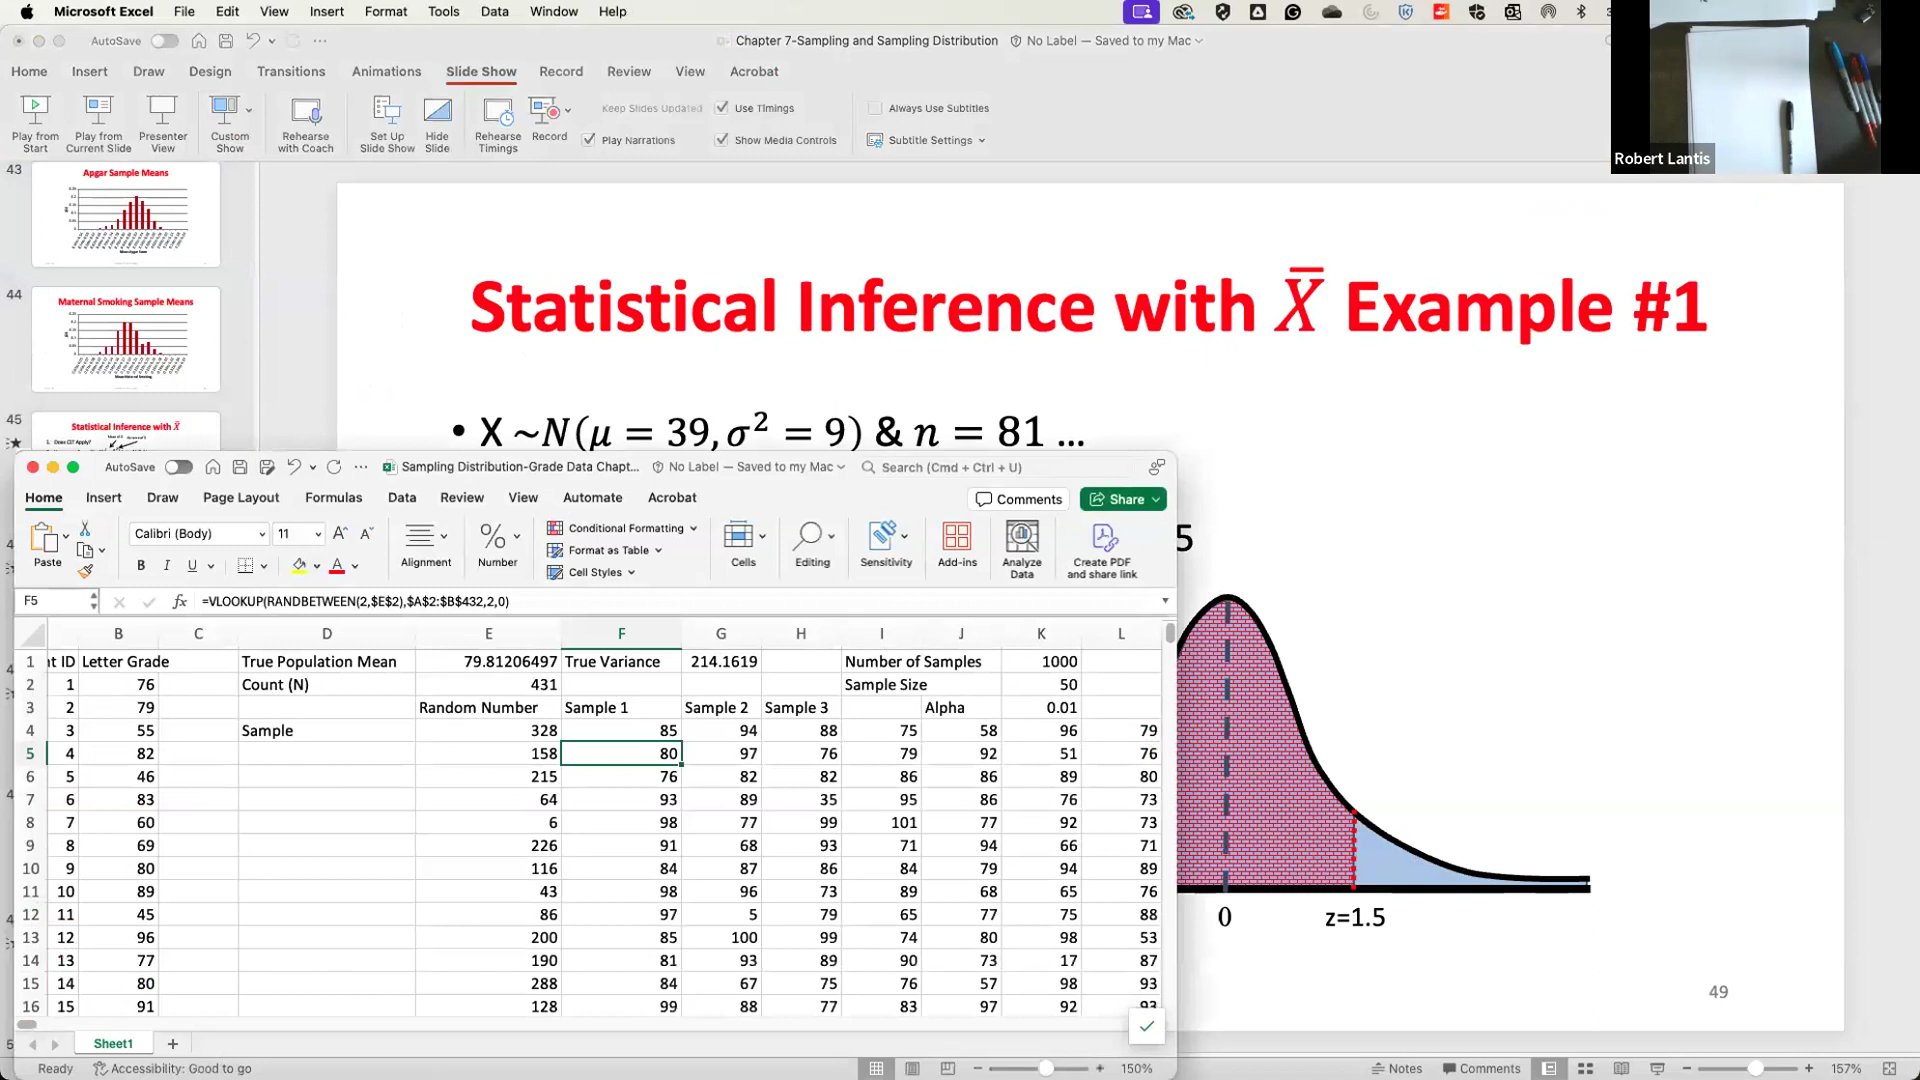 Microsoft Excel File Edit View Insert Format Tools Data Window Help
AutoSave
Chapter 7-Sampling and Sampling Distribution No Label — Saved to my Mac
Home Insert Draw Design Transitions Animations Slide Show Record Review View Acrobat
Play from Start
Play from Current Slide
Presenter View
Custom Show
Rehearse with Coach
Set Up Slide Show
Hide Slide
Rehearse Timings
Record
Keep Slides Updated
Play Narrations
Use Timings
Show Media Controls
Always Use Subtitles
Subtitle Settings
Robert Lantis
43
Apgar Sample Means
44
Maternal Smoking Sample Means
45
Statistical Inference with X̅
Statistical Inference with X̅ Example #1
• X ~N(μ = 39, σ² = 9) & n = 81 ...
5
0
z=1.5
49
AutoSave
Sampling Distribution-Grade Data Chapt... No Label — Saved to my Mac Search (Cmd + Ctrl + U)
Home Insert Draw Page Layout Formulas Data Review View Automate Acrobat Comments Share
Paste
Calibri (Body) 11
B I U
Alignment
Number
Conditional Formatting
Format as Table
Cell Styles
Cells
Editing
Sensitivity
Add-ins
Analyze Data
Create PDF and share link
F5 fx =VLOOKUP(RANDBETWEEN(2,$E$2),$A$2:$B$432,2,0)
B C D E F G H I J K L
1 t ID Letter Grade True Population Mean 79.81206497 True Variance 214.1619 Number of Samples 1000
2 1 76 Count (N) 431 Sample Size 50
3 2 79 Random Number Sample 1 Sample 2 Sample 3 Alpha 0.01
4 3 55 Sample 328 85 94 88 75 58 96 79
5 4 82 158 80 97 76 79 92 51 76
6 5 46 215 76 82 82 86 86 89 80
7 6 83 64 93 89 35 95 86 76 73
8 7 60 6 98 77 99 101 77 92 73
9 8 69 226 91 68 93 71 94 66 71
10 9 80 116 84 87 86 84 79 94 89
11 10 89 43 98 96 73 89 68 65 76
12 11 45 86 97 5 79 65 77 75 88
13 12 96 200 85 100 99 74 80 98 53
14 13 77 190 81 93 89 90 73 17 87
15 14 80 288 84 67 75 76 57 98 93
16 15 91 128 99 88 77 83 97 92 93
Sheet1
Ready Accessibility: Good to go 150%
Notes Comments 157%